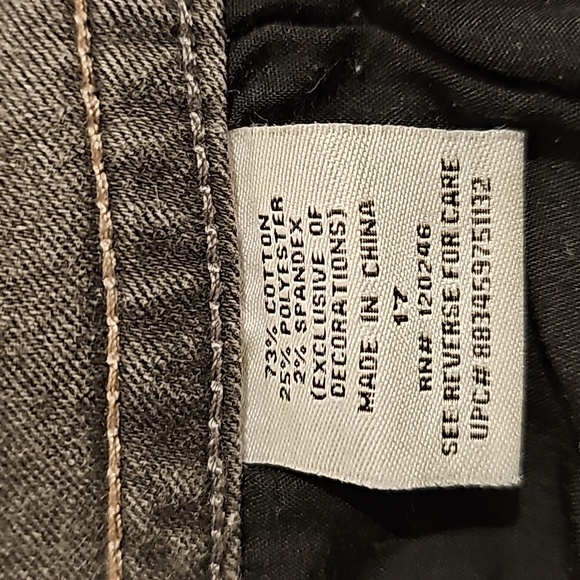 73% COTTON
25% POLYESTER
2% SPANDEX
(EXCLUSIVE OF
DECORATIONS)
MADE IN CHINA
17
RN# 120246
SEE REVERSE FOR CARE
UPC# 883459751132